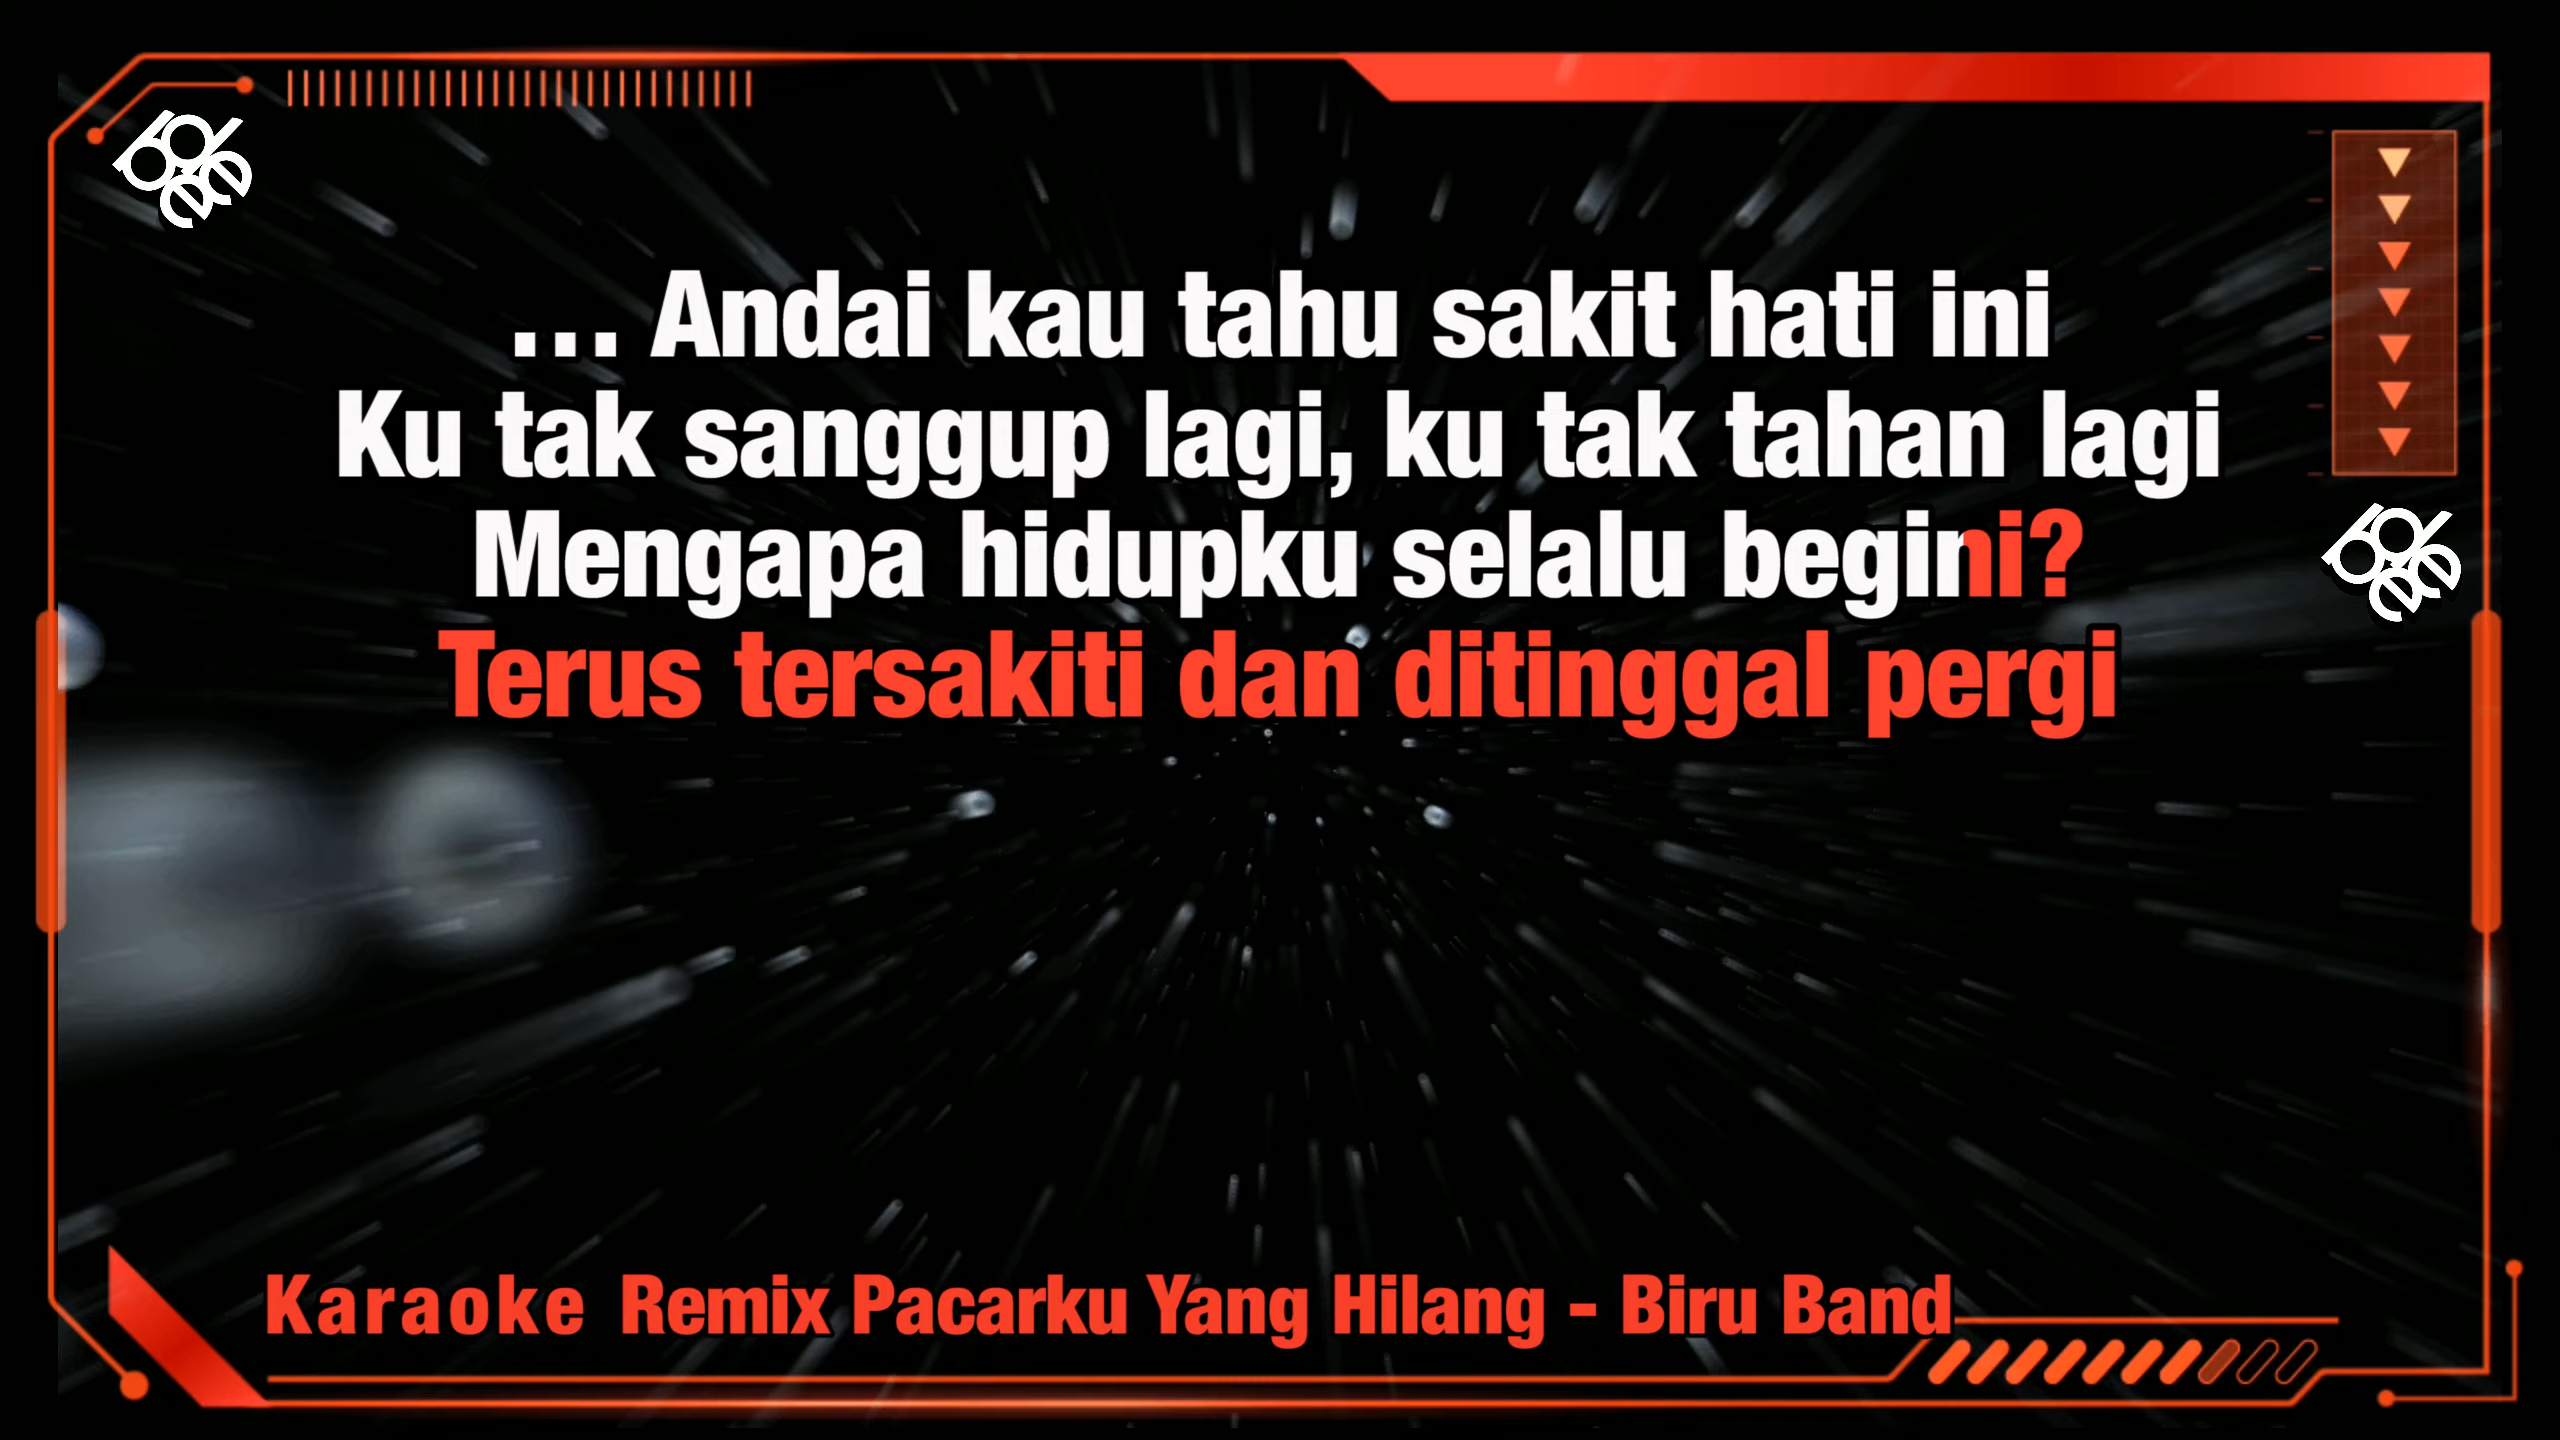 ... Andai kau tahu sakit hati ini
Ku tak sanggup lagi, ku tak tahan lagi
Mengapa hidupku selalu begini?
Terus tersakiti dan ditinggal pergi
Karaoke Remix Pacarku Yang Hilang - Biru Band